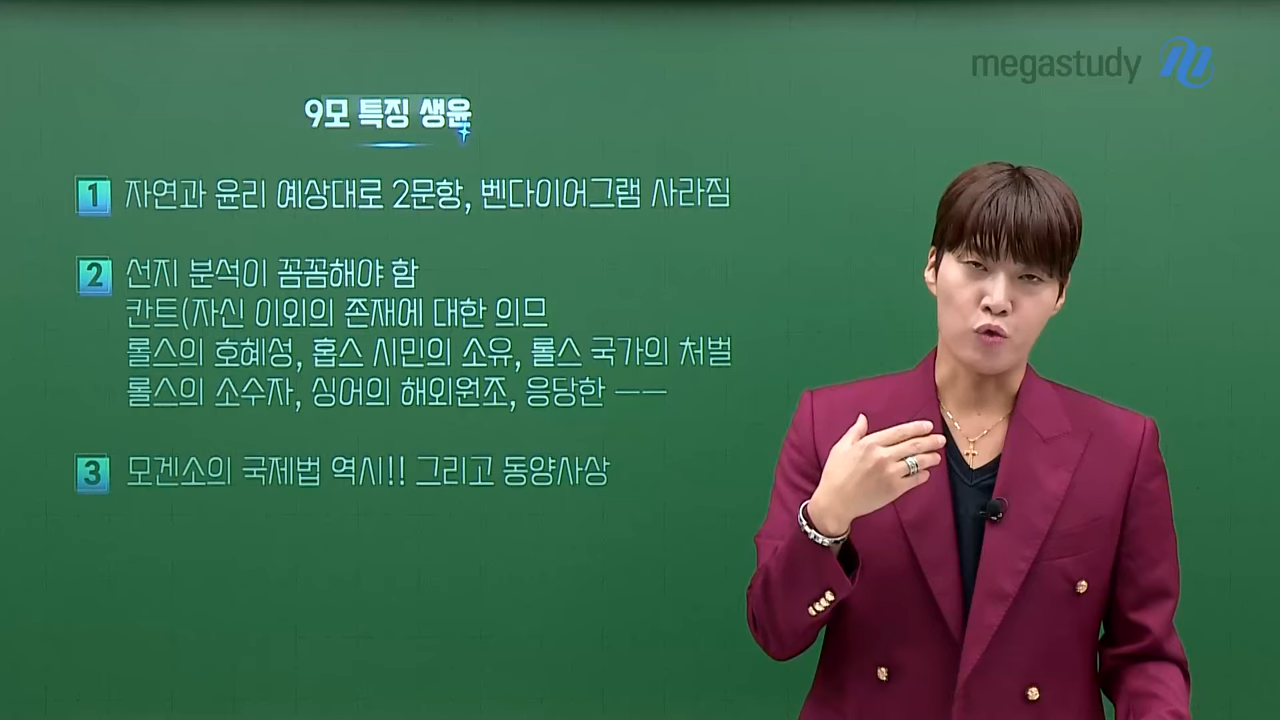 megastudy
9모 특징 생윤
1 자연과 윤리 예상대로 2문항, 벤다이어그램 사라짐
2 선지 분석이 꼼꼼해야 함
칸트(자신 이외의 존재에 대한 의므
롤스의 호혜성, 홉스 시민의 소유, 롤스 국가의 처벌
롤스의 소수자, 싱어의 해외원조, 응당한 ――
3 모겐소의 국제법 역시!! 그리고 동양사상